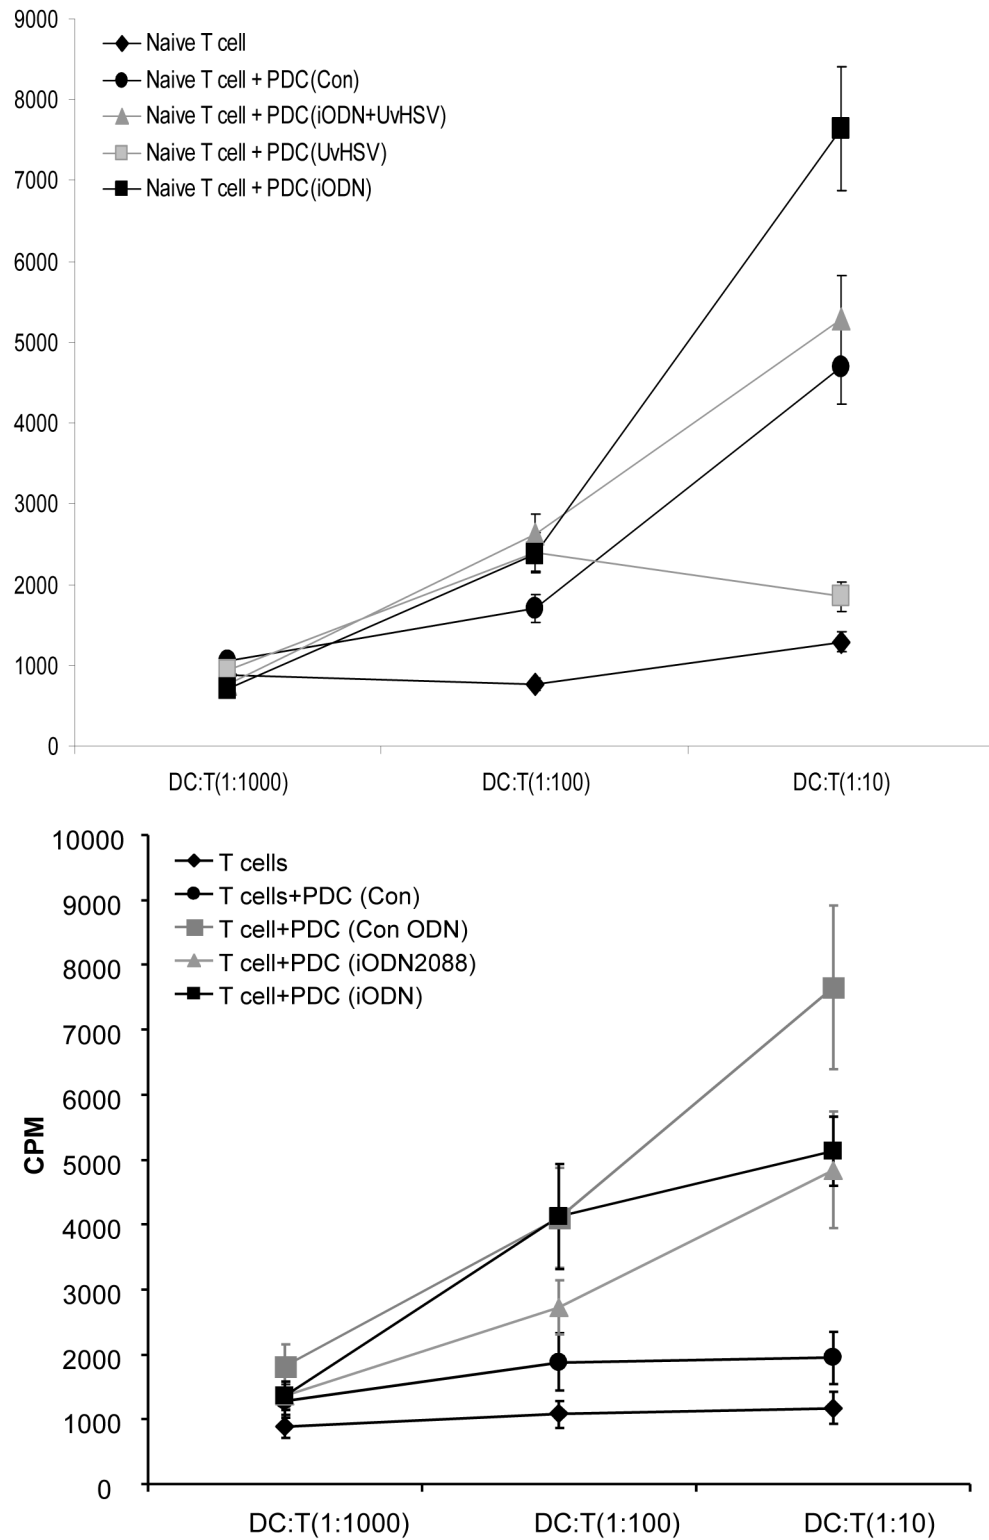 9000
8000
7000
6000
5000
4000
3000
2000
1000
0
Naive T cell
Naive T cell + PDC(Con)
Naive T cell + PDC(iODN+UvHSV)
Naive T cell + PDC(UvHSV)
Naive T cell + PDC(iODN)
DC:T(1:1000) DC:T(1:100) DC:T(1:10)
10000
9000
8000
7000
6000
5000
4000
3000
2000
1000
0
CPM
T cells
T cells+PDC (Con)
T cell+PDC (Con ODN)
T cell+PDC (iODN2088)
T cell+PDC (iODN)
DC:T(1:1000) DC:T(1:100) DC:T(1:10)